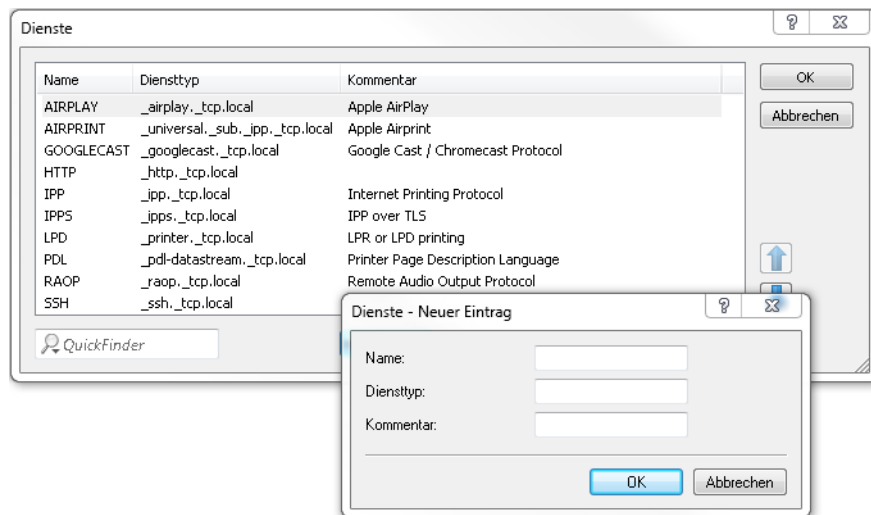 Dienste
Name Diensttyp Kommentar
AIRPLAY _airplay._tcp.local Apple AirPlay
AIRPRINT _universal._sub._ipp._tcp.local Apple Airprint
GOOGLECAST _googlecast._tcp.local Google Cast / Chromecast Protocol
HTTP _http._tcp.local
IPP _ipp._tcp.local Internet Printing Protocol
IPPS _ipps._tcp.local IPP over TLS
LPD _printer._tcp.local LPR or LPD printing
PDL _pdl-datastream._tcp.local Printer Page Description Language
RAOP _raop._tcp.local Remote Audio Output Protocol
SSH _ssh._tcp.local
OK
Abbrechen
QuickFinder
Dienste - Neuer Eintrag
Name:
Diensttyp:
Kommentar:
OK Abbrechen